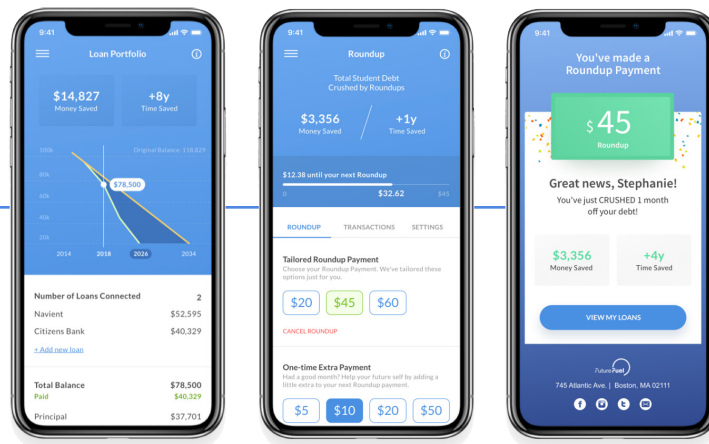 9:41
Loan Portfolio
$14,827
Money Saved
+8y
Time Saved
100k
Original Balance: 118,829
80k
$78,500
60k
40k
20k
2014
2018
2026
2034
Number of Loans Connected 2
Navient $52,595
Citizens Bank $40,329
+ Add new loan
Total Balance $78,500
Paid $40,329
Principal $37,701
9:41
Roundup
Total Student Debt
Crushed by Roundups
$3,356
Money Saved
+1y
Time Saved
$12.38 until your next Roundup
0 $32.62 $45
ROUNDUP TRANSACTIONS SETTINGS
Tailored Roundup Payment
Choose your Roundup Payment. We've tailored these
options just for you.
$20 $45 $60
CANCEL ROUNDUP
One-time Extra Payment
Had a good month? Help your future self by adding a
little extra to your next Roundup payment.
$5 $10 $20 $50
9:41
You've made a
Roundup Payment
$45
Roundup
Great news, Stephanie!
You've just CRUSHED 1 month
off your debt!
$3,356
Money Saved
+4y
Time Saved
VIEW MY LOANS
FutureFuel
745 Atlantic Ave. | Boston, MA 02111